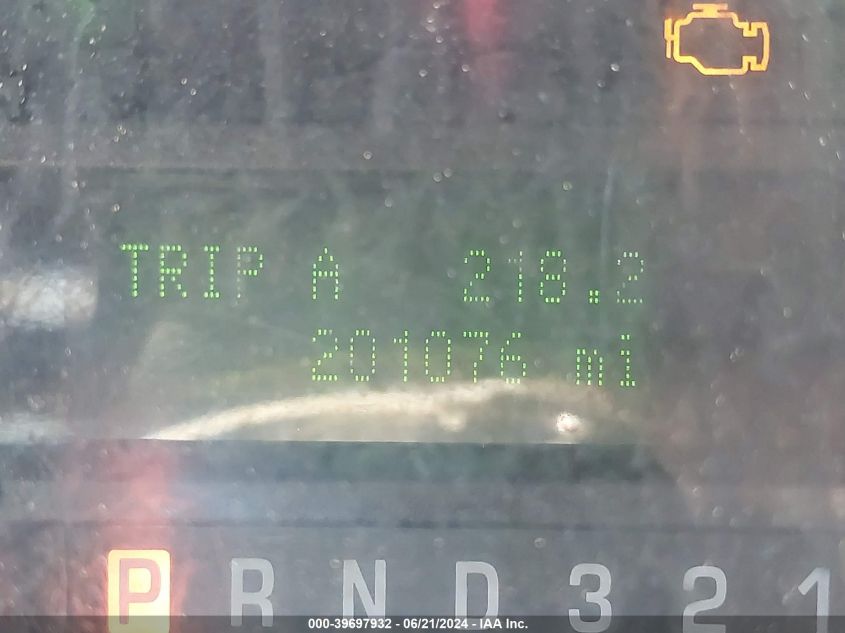 TRIP A 218.2
201076 mi
P R N D 3 2 1
000-39697932 - 06/21/2024 - IAA Inc.